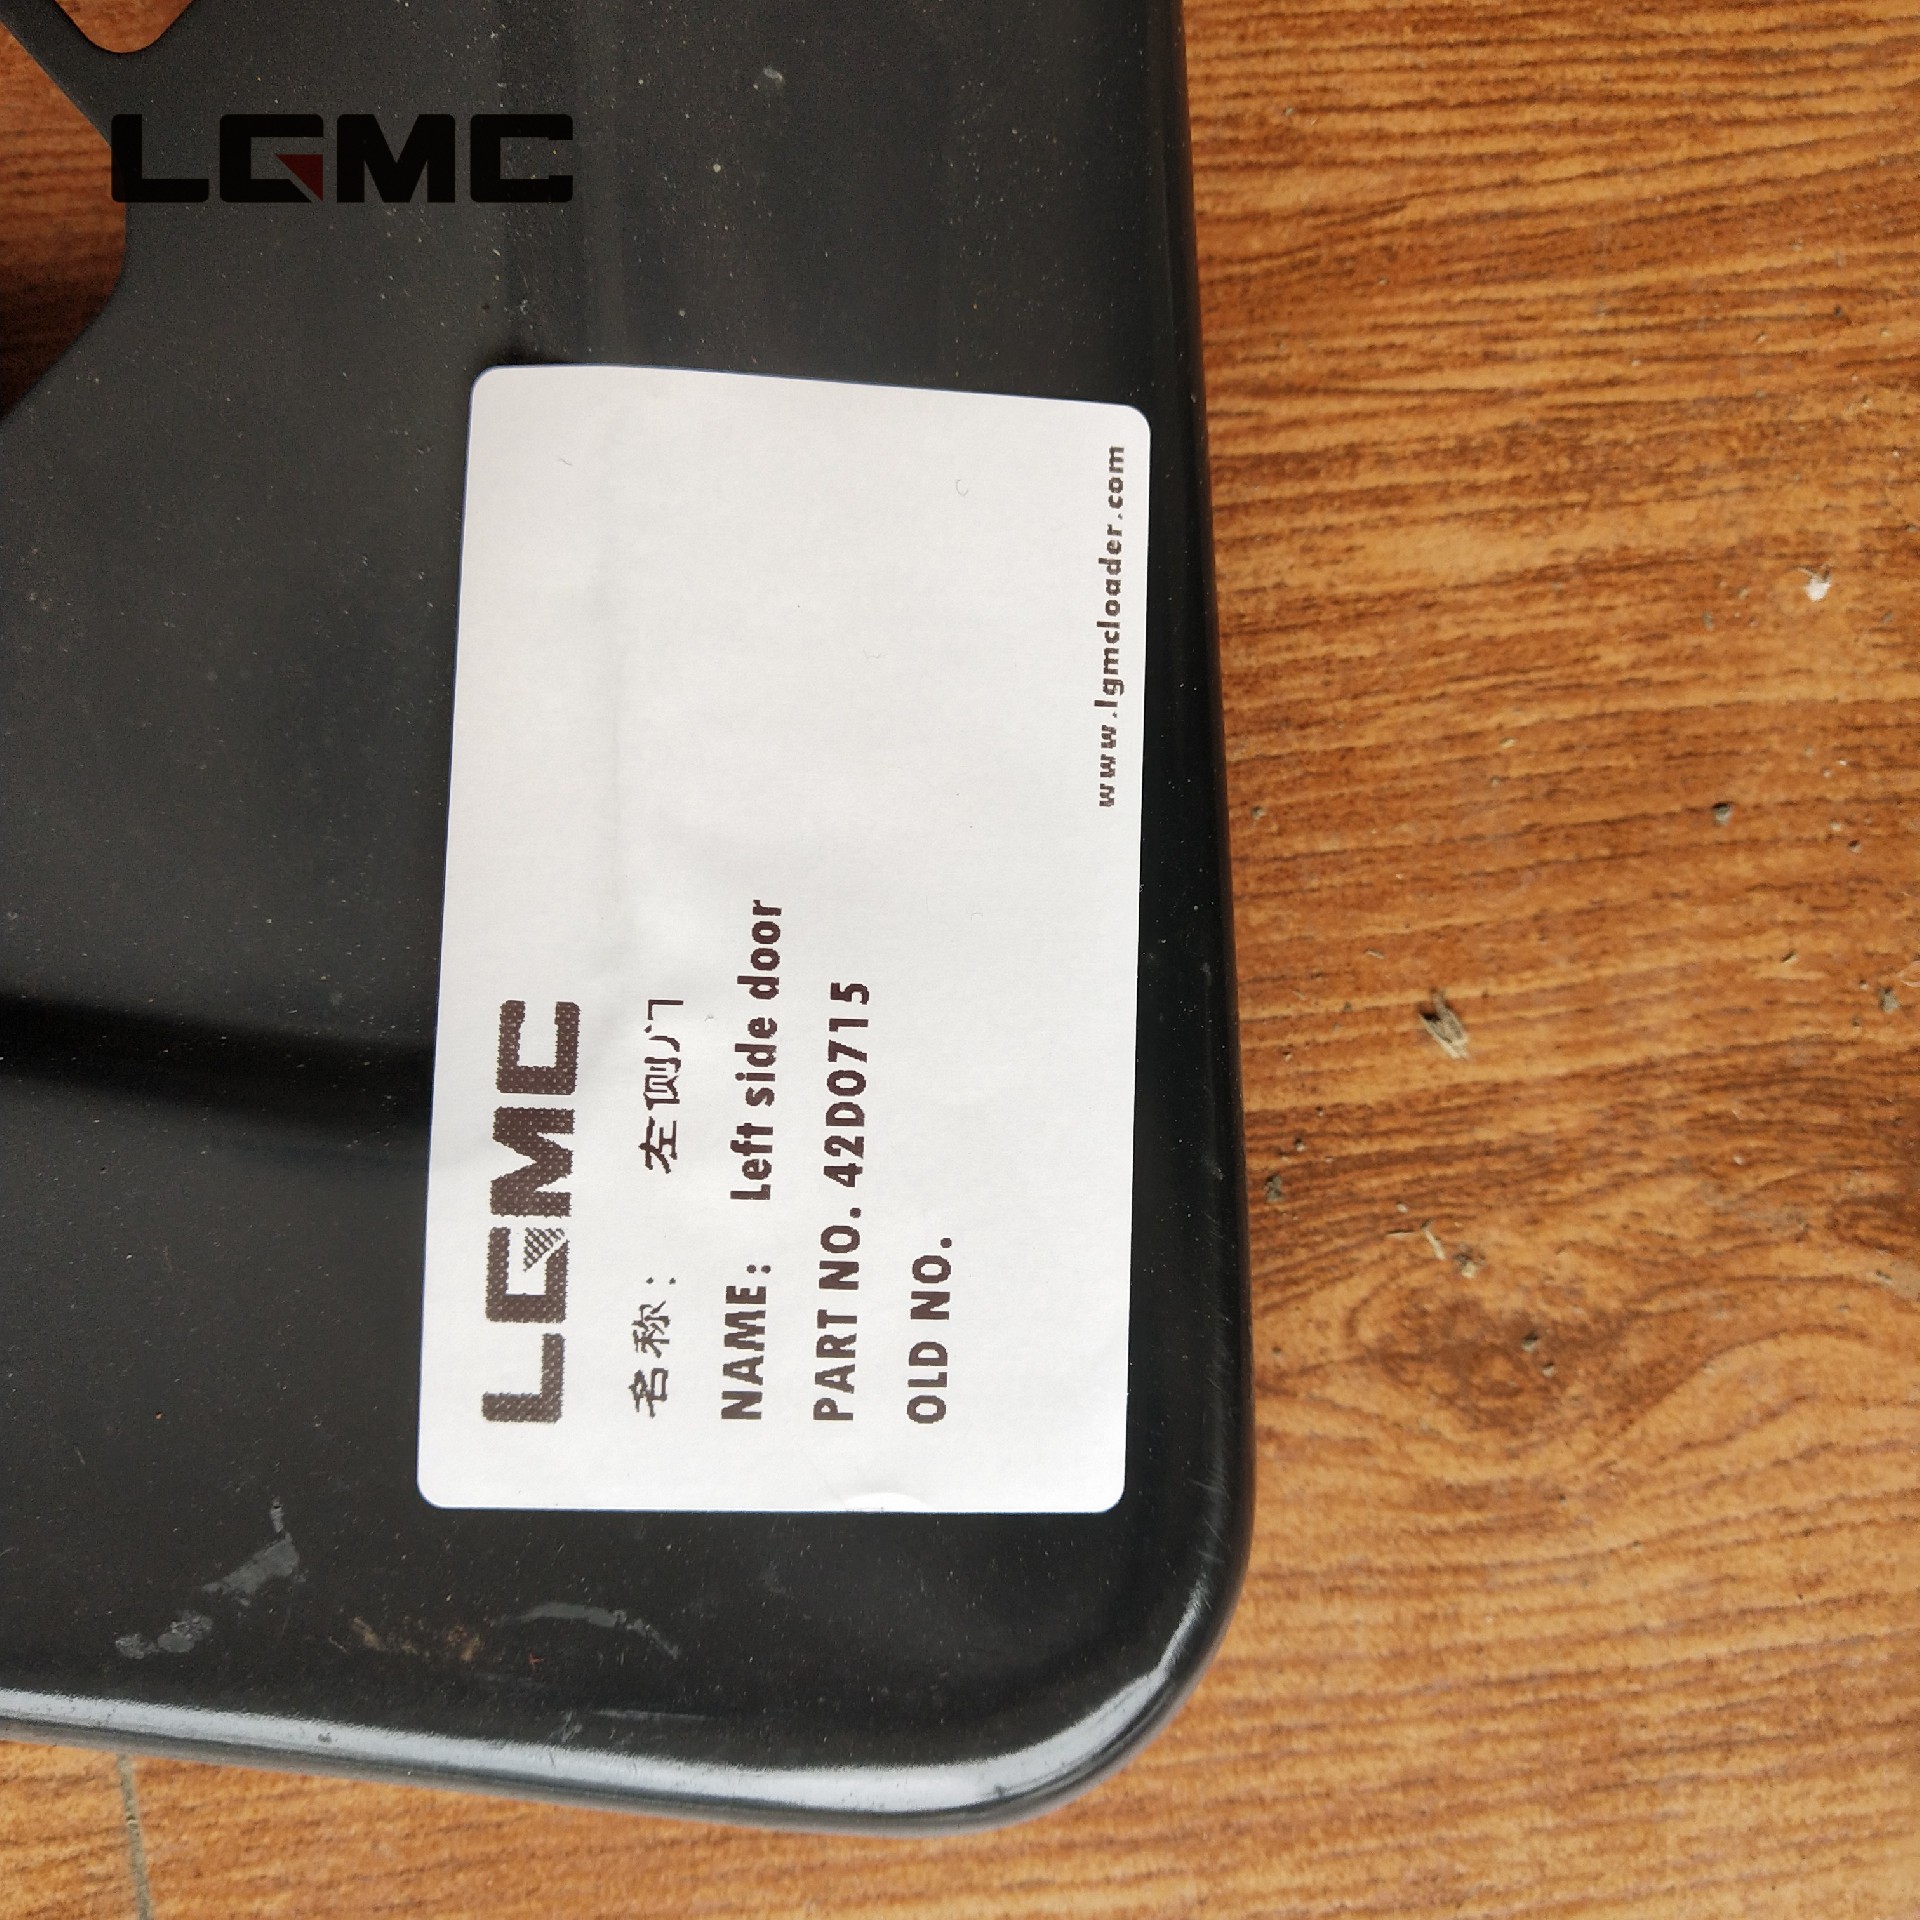 LGMC
LGMC
名称： 左侧门
NAME: Left side door
PART NO. 42D0715
OLD NO.
www.lgmcloader.com